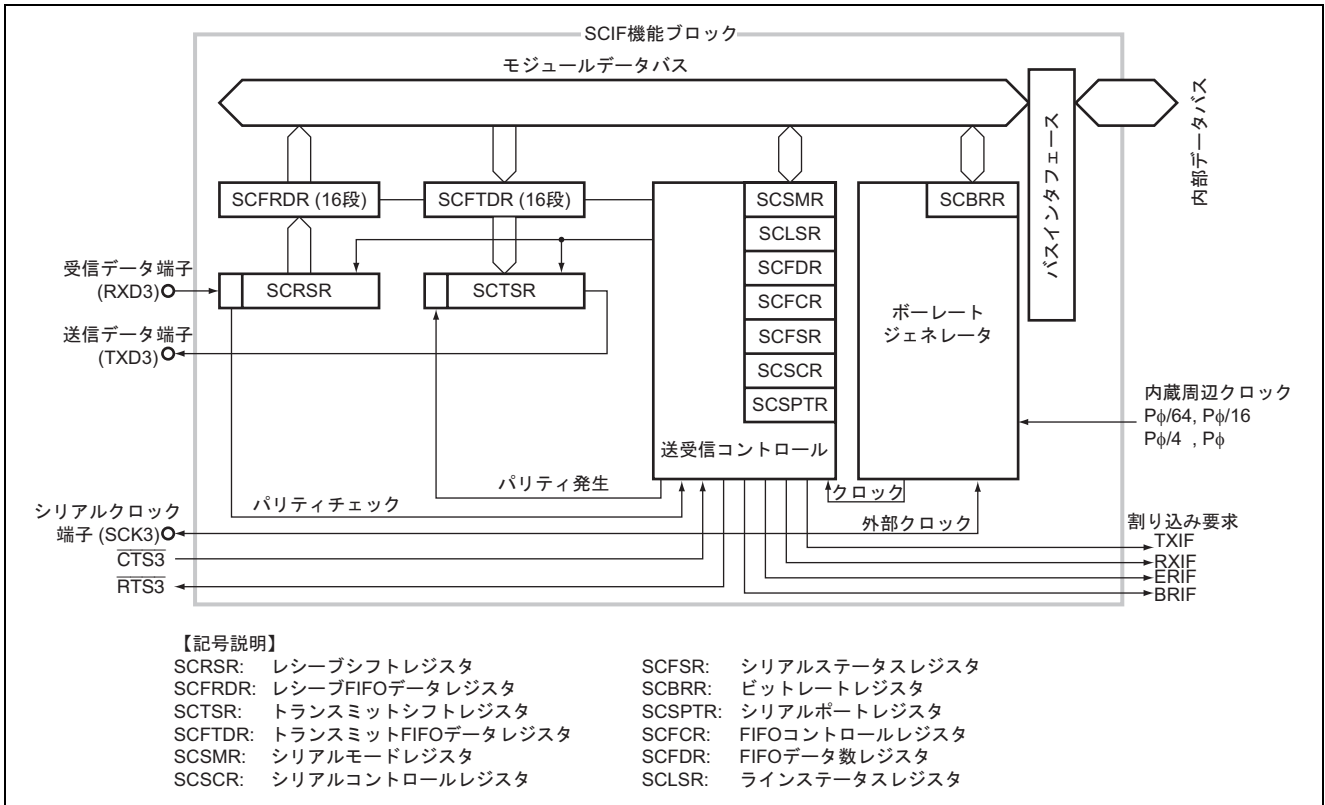 SCIF機能ブロック
モジュールデータバス
バスインタフェース
内部データバス
SCFRDR (16段)
SCFTDR (16段)
SCSMR
SCBRR
SCLSR
SCFDR
SCFCR
SCFSR
SCSCR
SCSPTR
送受信コントロール
ボーレート
ジェネレータ
受信データ端子
(RXD3)
SCRSR
SCTSR
送信データ端子
(TXD3)
内蔵周辺クロック
Pφ/64, Pφ/16
Pφ/4 , Pφ
パリティ発生
パリティチェック
クロック
外部クロック
シリアルクロック
端子 (SCK3)
CTS3
RTS3
割り込み要求
TXIF
RXIF
ERIF
BRIF
【記号説明】
SCRSR: レシーブシフトレジスタ
SCFRDR: レシーブFIFOデータレジスタ
SCTSR: トランスミットシフトレジスタ
SCFTDR: トランスミットFIFOデータレジスタ
SCSMR: シリアルモードレジスタ
SCSCR: シリアルコントロールレジスタ
SCFSR: シリアルステータスレジスタ
SCBRR: ビットレートレジスタ
SCSPTR: シリアルポートレジスタ
SCFCR: FIFOコントロールレジスタ
SCFDR: FIFOデータ数レジスタ
SCLSR: ラインステータスレジスタ